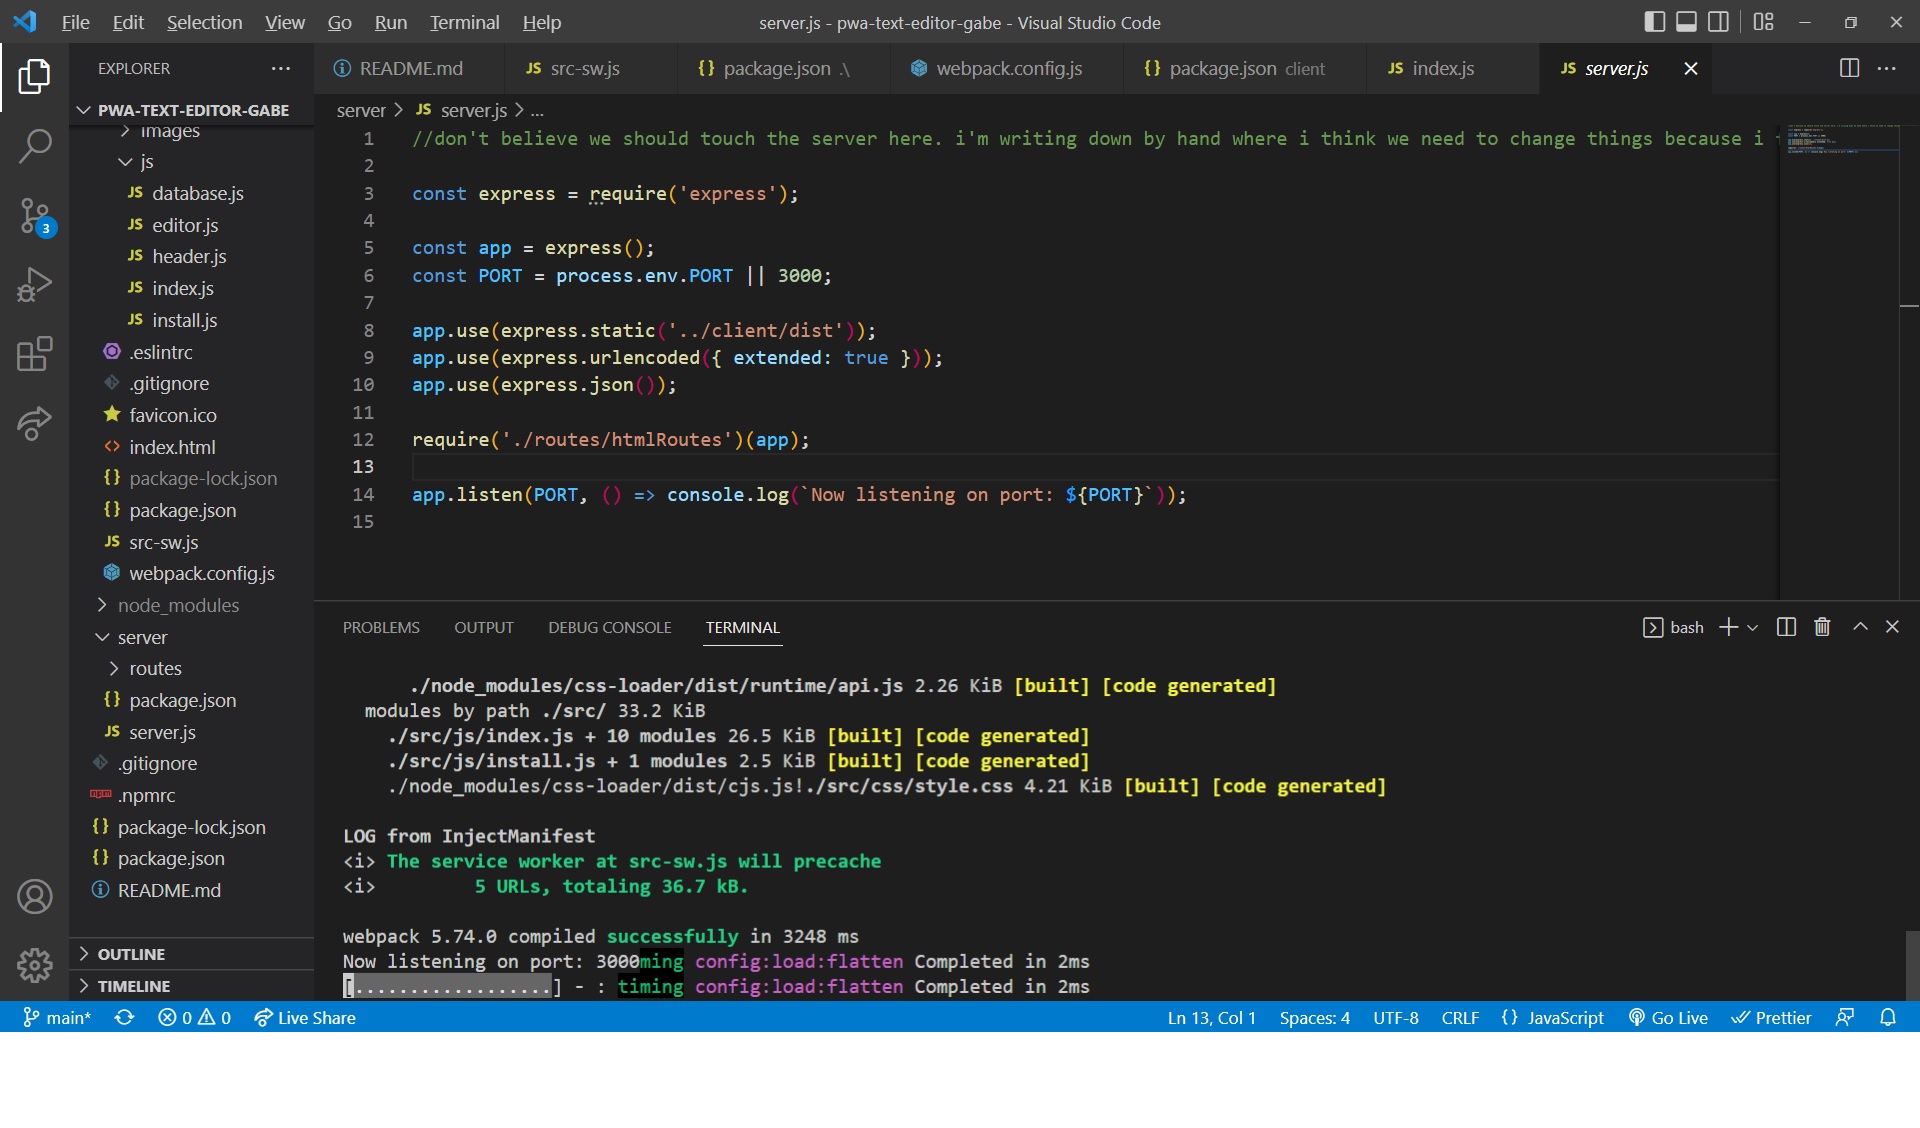 File Edit Selection View Go Run Terminal Help
server.js - pwa-text-editor-gabe - Visual Studio Code
EXPLORER
README.md
JS src-sw.js
{} package.json .\
webpack.config.js
{} package.json client
JS index.js
JS server.js
PWA-TEXT-EDITOR-GABE
images
js
JS database.js
JS editor.js
JS header.js
JS index.js
JS install.js
.eslintrc
.gitignore
favicon.ico
<> index.html
{} package-lock.json
{} package.json
JS src-sw.js
webpack.config.js
node_modules
server
routes
{} package.json
JS server.js
.gitignore
npm .npmrc
{} package-lock.json
{} package.json
README.md
OUTLINE
TIMELINE
3
server > JS server.js > ...
1 //don't believe we should touch the server here. i'm writing down by hand where i think we need to change things because i
2
3 const express = require('express');
4
5 const app = express();
6 const PORT = process.env.PORT || 3000;
7
8 app.use(express.static('../client/dist'));
9 app.use(express.urlencoded({ extended: true }));
10 app.use(express.json());
11
12 require('./routes/htmlRoutes')(app);
13
14 app.listen(PORT, () => console.log(`Now listening on port: ${PORT}`));
15
PROBLEMS OUTPUT DEBUG CONSOLE TERMINAL
bash
./node_modules/css-loader/dist/runtime/api.js 2.26 KiB [built] [code generated]
modules by path ./src/ 33.2 KiB
./src/js/index.js + 10 modules 26.5 KiB [built] [code generated]
./src/js/install.js + 1 modules 2.5 KiB [built] [code generated]
./node_modules/css-loader/dist/cjs.js!./src/css/style.css 4.21 KiB [built] [code generated]
LOG from InjectManifest
<i> The service worker at src-sw.js will precache
<i> 5 URLs, totaling 36.7 kB.
webpack 5.74.0 compiled successfully in 3248 ms
Now listening on port: 3000ming config:load:flatten Completed in 2ms
[..................] - : timing config:load:flatten Completed in 2ms
main* 0 0 Live Share
Ln 13, Col 1 Spaces: 4 UTF-8 CRLF {} JavaScript Go Live Prettier